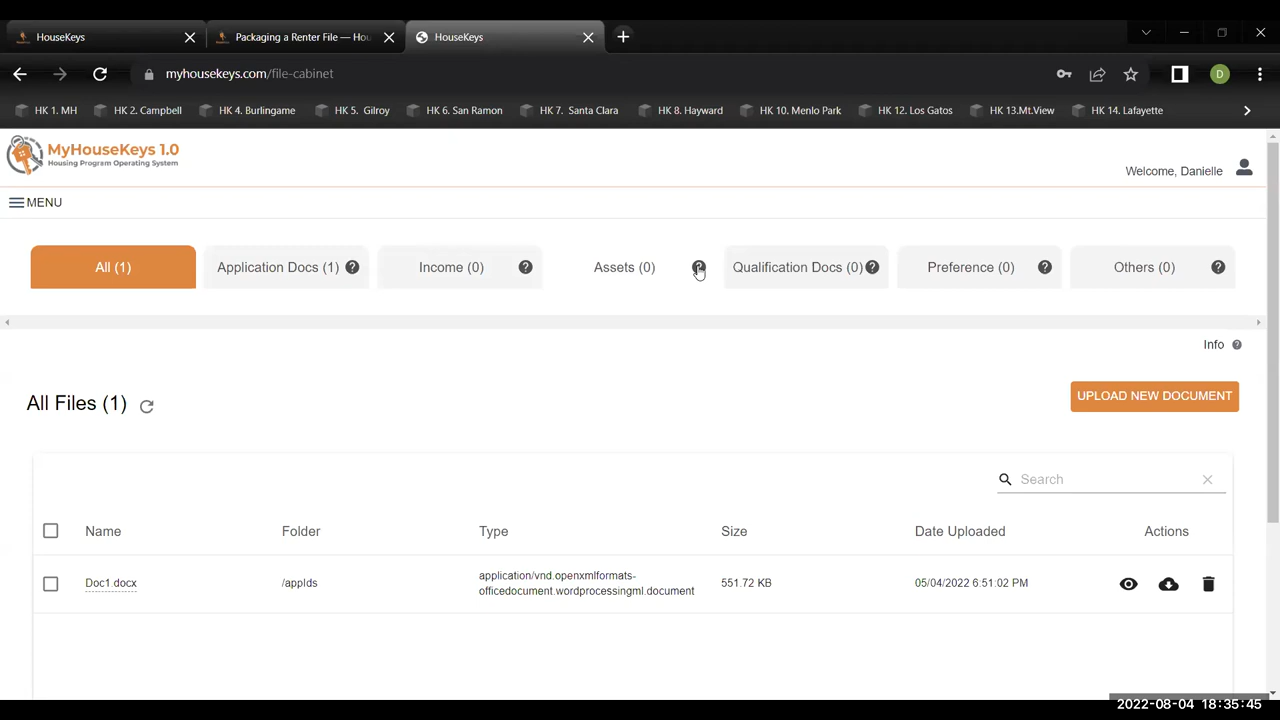 HouseKeys
Packaging a Renter File — Hou
HouseKeys
myhousekeys.com/file-cabinet
D
HK 1. MH
HK 2. Campbell
HK 4. Burlingame
HK 5. Gilroy
HK 6. San Ramon
HK 7. Santa Clara
HK 8. Hayward
HK 10. Menlo Park
HK 12. Los Gatos
HK 13.Mt.View
HK 14. Lafayette
MyHouseKeys 1.0
Housing Program Operating System
Welcome, Danielle
MENU
All (1)
Application Docs (1)
Income (0)
Assets (0)
Qualification Docs (0)
Preference (0)
Others (0)
Info
All Files (1)
UPLOAD NEW DOCUMENT
Search
Name
Folder
Type
Size
Date Uploaded
Actions
Doc1.docx
/appIds
application/vnd.openxmlformats-
officedocument.wordprocessingml.document
551.72 KB
05/04/2022 6:51:02 PM
2022-08-04 18:35:45